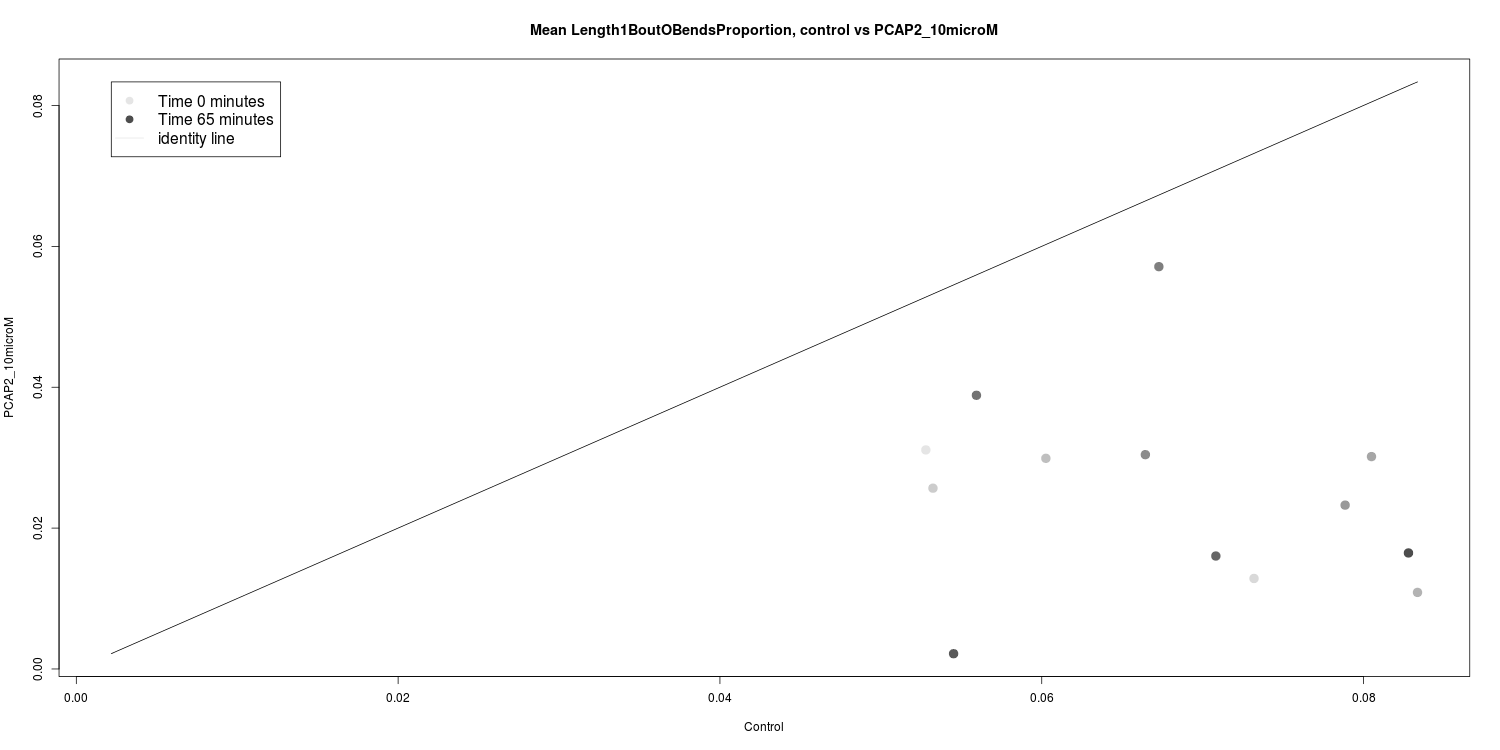 Mean Length1BoutOBendsProportion, control vs PCAP2_10microM
Time 0 minutes
Time 65 minutes
identity line
PCAP2_10microM
0.08
0.06
0.04
0.02
0.00
0.00 0.02 0.04 0.06 0.08
Control